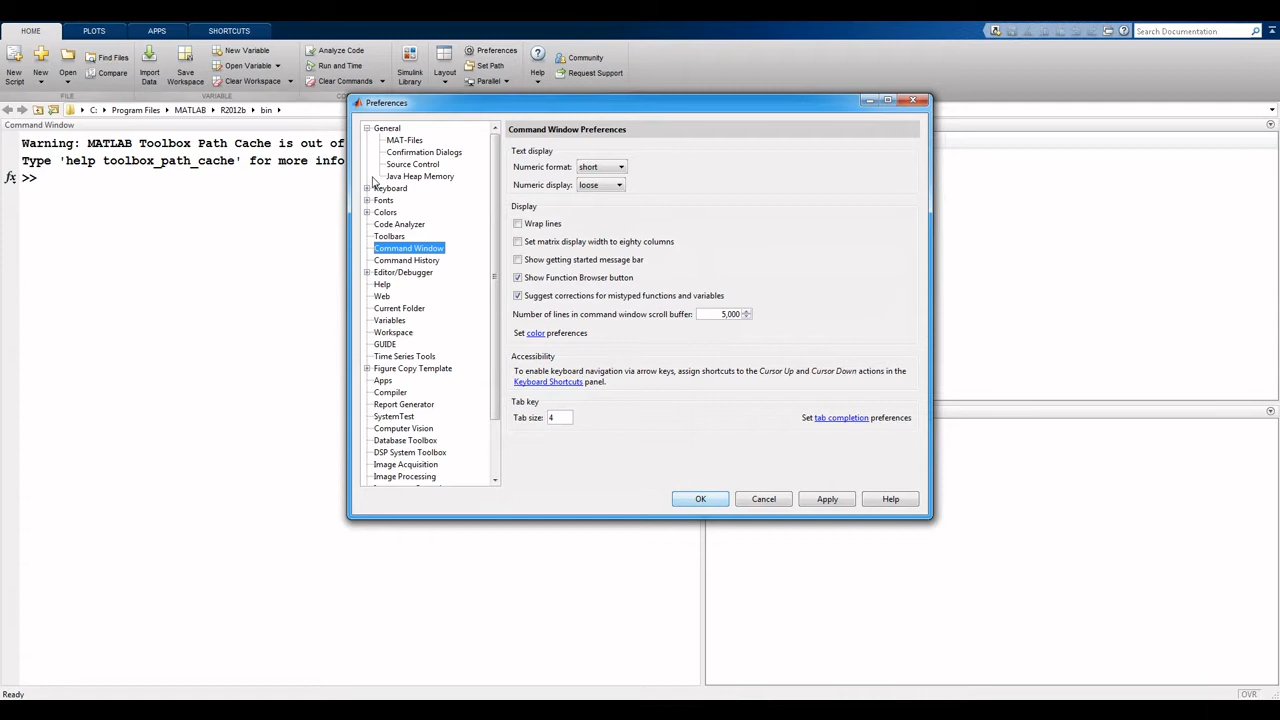 HOME PLOTS APPS SHORTCUTS
Search Documentation
New Script
New
Open
Find Files
Compare
Import Data
Save Workspace
New Variable
Open Variable
Clear Workspace
Analyze Code
Run and Time
Clear Commands
Simulink Library
Layout
Preferences
Set Path
Parallel
Help
Community
Request Support
FILE VARIABLE
C: Program Files MATLAB R2012b bin
Command Window
Warning: MATLAB Toolbox Path Cache is out of
Type 'help toolbox_path_cache' for more info
fx >>
Preferences
General
MAT-Files
Confirmation Dialogs
Source Control
Java Heap Memory
Keyboard
Fonts
Colors
Code Analyzer
Toolbars
Command Window
Command History
Editor/Debugger
Help
Web
Current Folder
Variables
Workspace
GUIDE
Time Series Tools
Figure Copy Template
Apps
Compiler
Report Generator
SystemTest
Computer Vision
Database Toolbox
DSP System Toolbox
Image Acquisition
Image Processing
Command Window Preferences
Text display
Numeric format: short
Numeric display: loose
Display
Wrap lines
Set matrix display width to eighty columns
Show getting started message bar
Show Function Browser button
Suggest corrections for mistyped functions and variables
Number of lines in command window scroll buffer: 5,000
Set color preferences
Accessibility
To enable keyboard navigation via arrow keys, assign shortcuts to the Cursor Up and Cursor Down actions in the
Keyboard Shortcuts panel.
Tab key
Tab size: 4
Set tab completion preferences
OK Cancel Apply Help
Ready
OVR